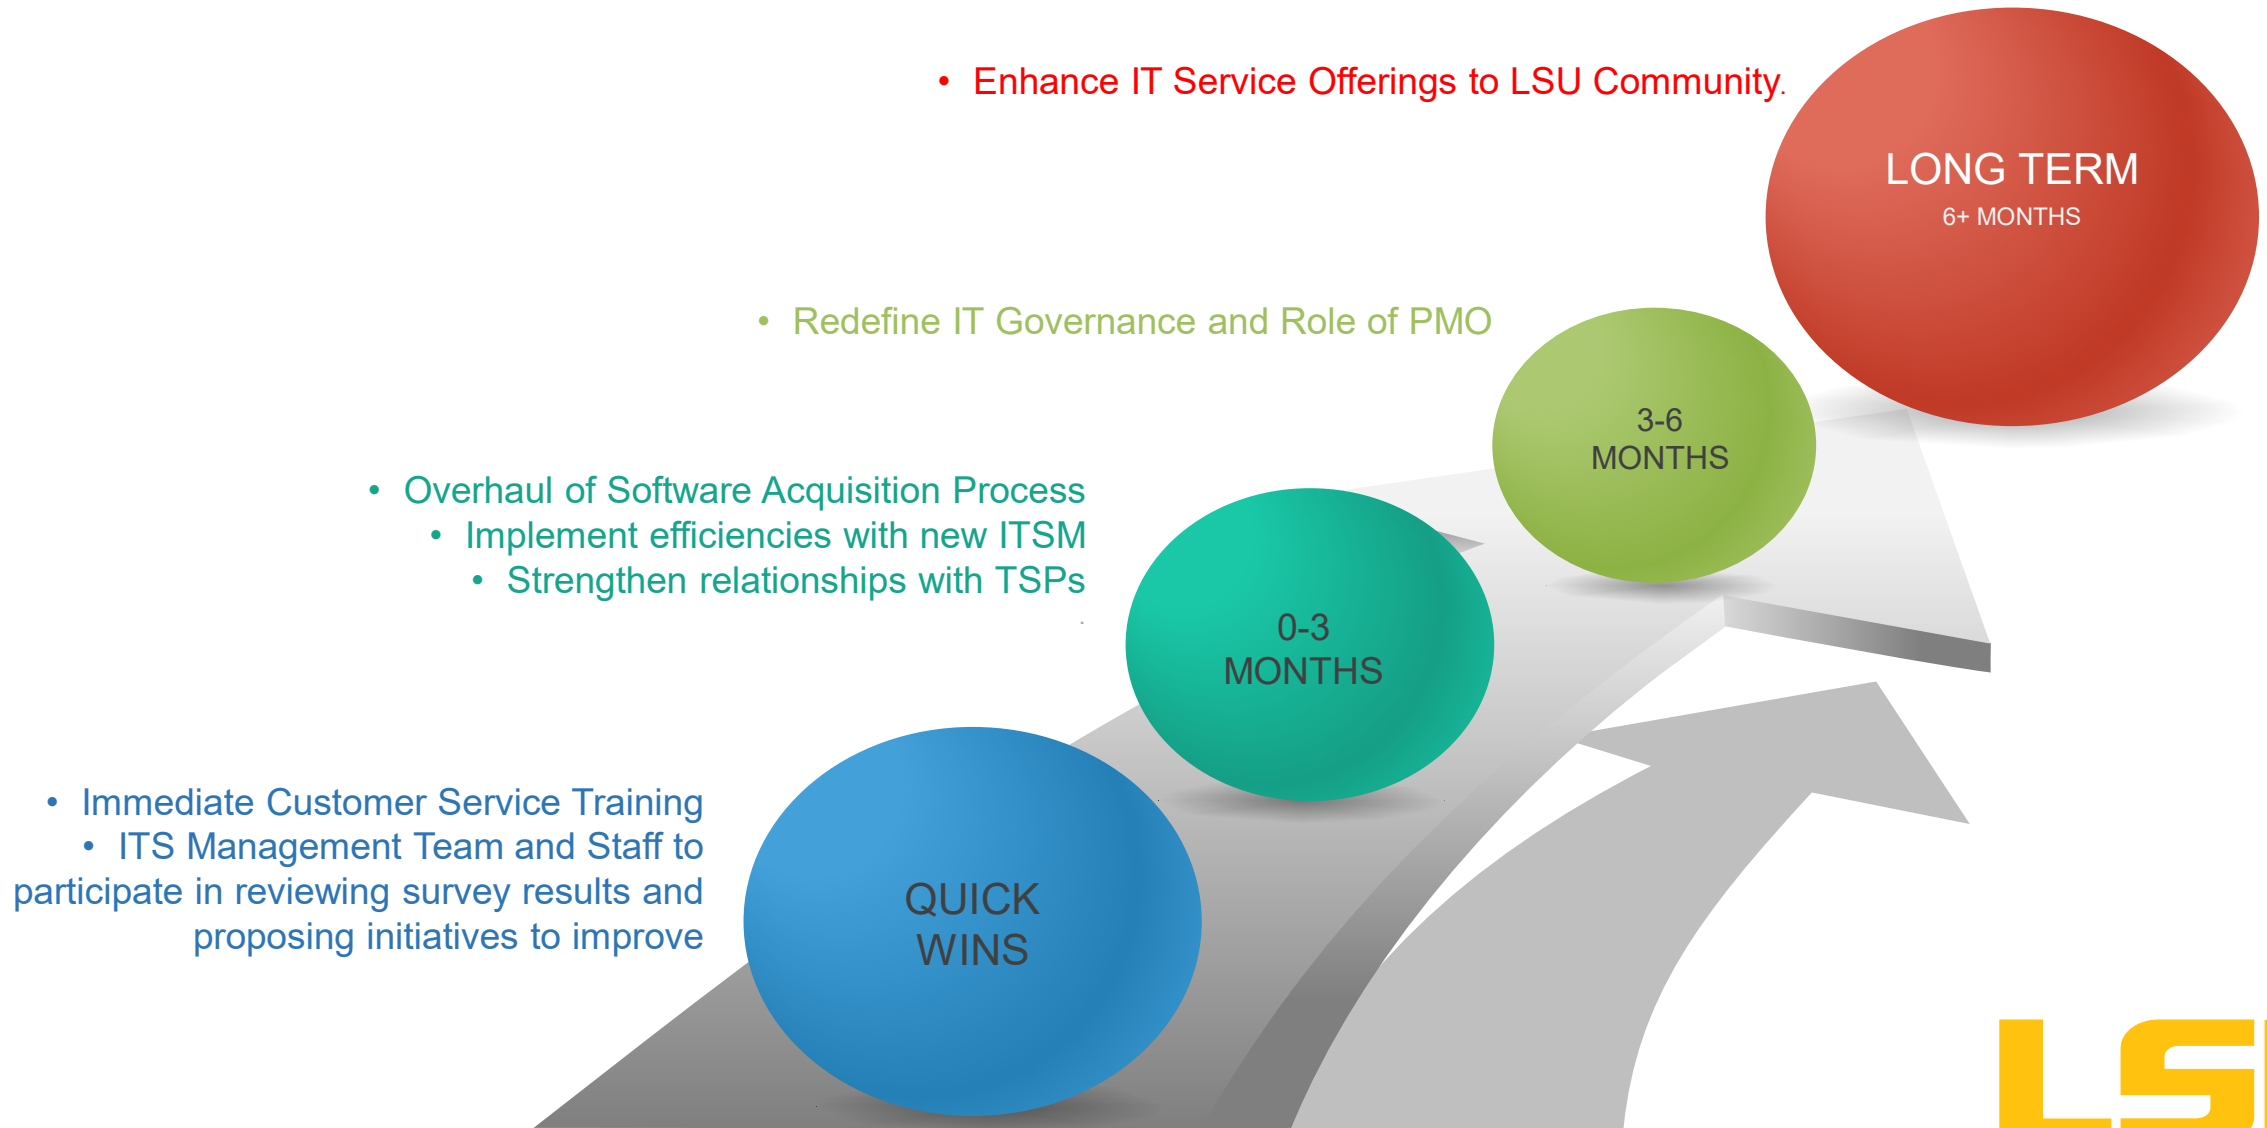 • Enhance IT Service Offerings to LSU Community.
LONG TERM
6+ MONTHS
• Redefine IT Governance and Role of PMO
3-6
MONTHS
• Overhaul of Software Acquisition Process
• Implement efficiencies with new ITSM
• Strengthen relationships with TSPs
.
0-3
MONTHS
• Immediate Customer Service Training
• ITS Management Team and Staff to
participate in reviewing survey results and
proposing initiatives to improve
QUICK
WINS
LS